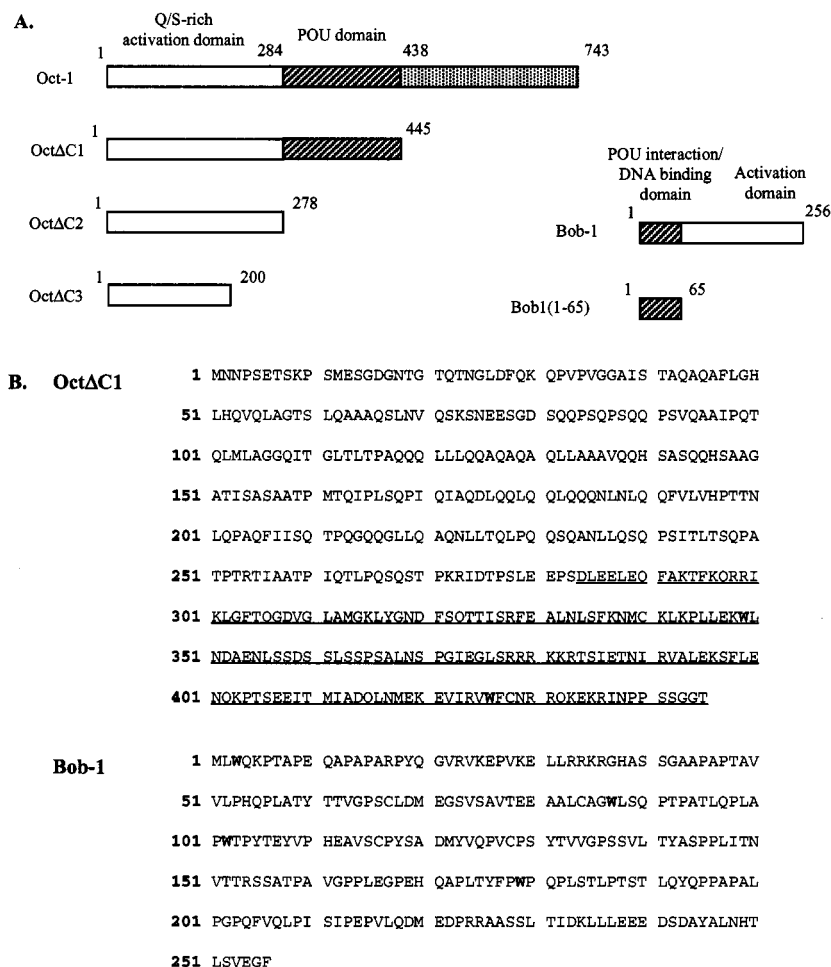 A.
Q/S-rich
activation domain POU domain
1 284 438 743
Oct-1
1 445
OctΔC1
POU interaction/
DNA binding Activation
domain domain
1 278
OctΔC2
1 256
Bob-1
1 200
OctΔC3
1 65
Bob1(1-65)
B. OctΔC1
1 MNNPSETSKP SMESGDGNTG TQTNGLDFQK QPVPVGGAIS TAQAQAFLGH
51 LHQVQLAGTS LQAAAQSLNV QSKSNEESGD SQQPSQPSQQ PSVQAAIPQT
101 QLMLAGGQIT GLTLTPAQQQ LLLQQAQAQA QLLAAAVQQH SASQQHSAAG
151 ATISASAATP MTQIPLSQPI QIAQDLQQLQ QLQQQNLNLQ QFVLVHPTTN
201 LQPAQFIISQ TPQGQQGLLQ AQNLLTQLPQ QSQANLLQSQ PSITLTSQPA
251 TPTRTIAATP IQTLPQSQST PKRIDTPSLE EPSDLEELEQ FAKTFKQRRI
301 KLGFTQGDVG LAMGKLYGND FSQTTISRFE ALNLSFKNMC KLKPLLEKWL
351 NDAENLSSDS SLSSPSALNS PGIEGLSRRR KKRTSIETNI RVALEKSFLE
401 NQKPTSEEIT MIADQLNMEK EVIRVWFCNR RQKEKRINPP SSGGT
Bob-1
1 MLWQKPTAPE QAPAPARPYQ GVRVKEPVKE LLRRKRGHAS SGAAPAPTAV
51 VLPHQPLATY TTVGPSCLDM EGSVSAVTEE AALCAGWLSQ PTPATLQPLA
101 PWTPYTEYVP HEAVSCPYSA DMYVQPVCPS YTVVGPSSVL TYASPPLITN
151 VTTRSSATPA VGPPLEGPEH QAPLTYFPWP QPLSTLPTST LQYQPPAPAL
201 PGPQFVQLPI SIPEPVLQDM EDPRRAASSL TIDKLLLEEE DSDAYALNHT
251 LSVEGF